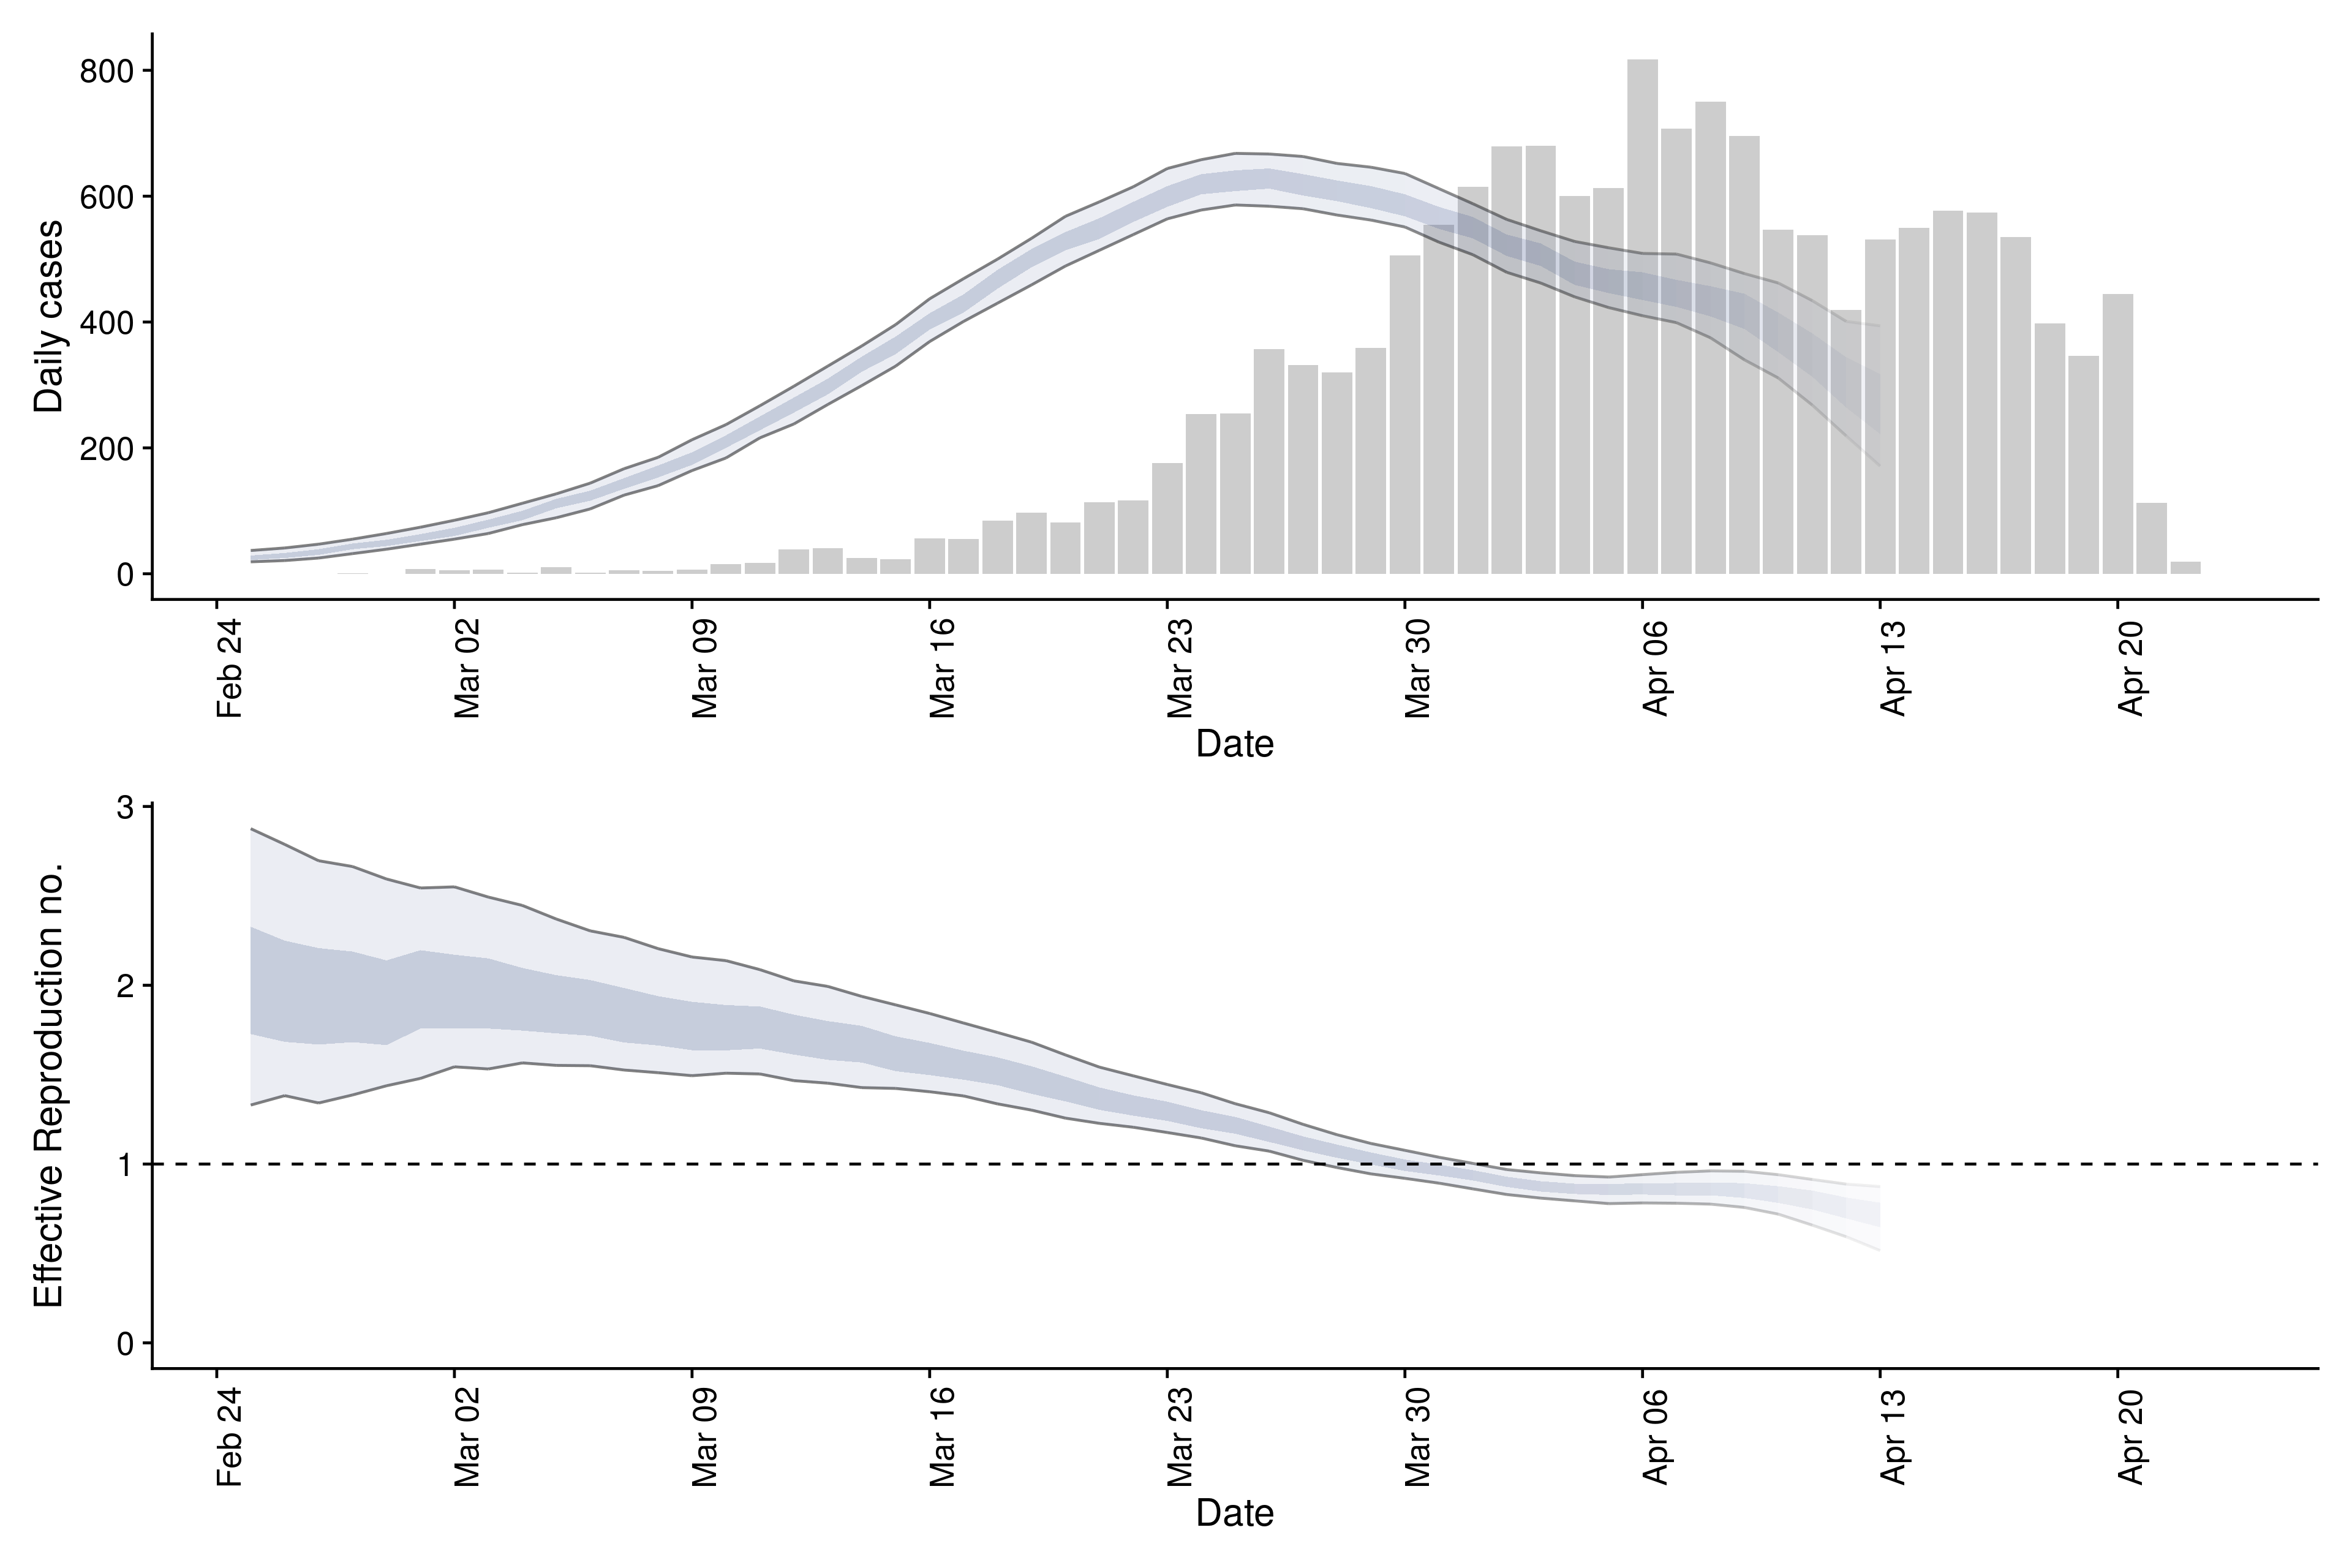 800
600
400
200
0
Daily cases
Feb 24
Mar 02
Mar 09
Mar 16
Mar 23
Mar 30
Apr 06
Apr 13
Apr 20
Date
3
2
1
0
Effective Reproduction no.
Feb 24
Mar 02
Mar 09
Mar 16
Mar 23
Mar 30
Apr 06
Apr 13
Apr 20
Date